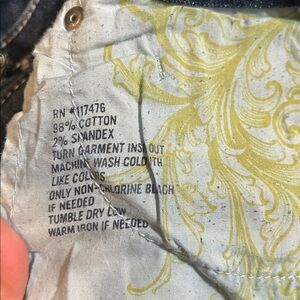 RN #117476
98% COTTON
2% SPANDEX
TURN GARMENT INSIDE OUT
MACHINE WASH COLD WITH
LIKE COLORS
ONLY NON-CHLORINE BLEACH
IF NEEDED
TUMBLE DRY LOW
WARM IRON IF NEEDED